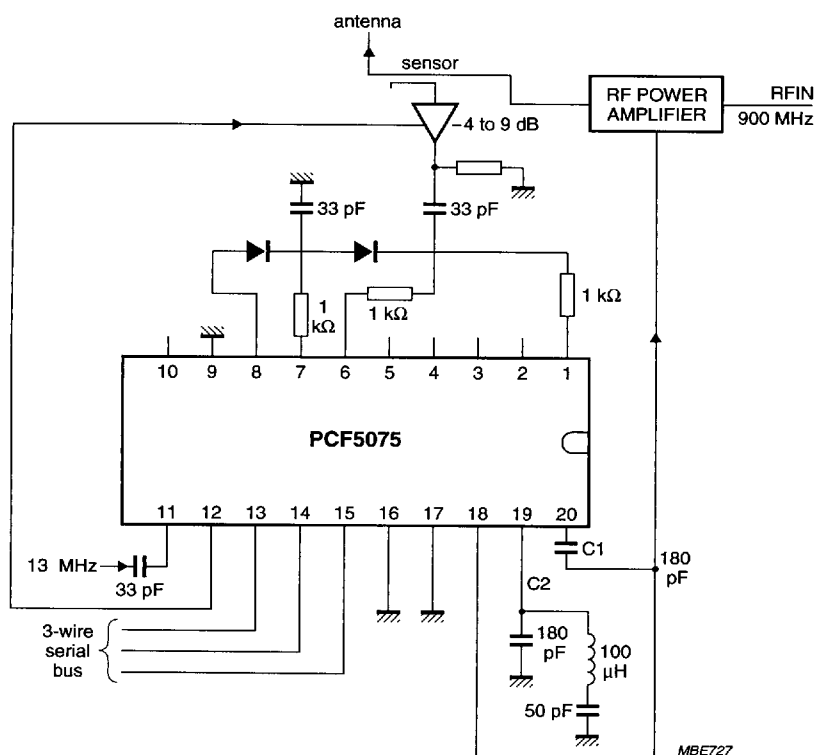 antenna
sensor
RF POWER
AMPLIFIER
RFIN
900 MHz
4 to 9 dB
33 pF
33 pF
1
kΩ
1 kΩ
1 kΩ
10 9 8 7 6 5 4 3 2 1
PCF5075
11 12 13 14 15 16 17 18 19 20
13 MHz
33 pF
C1
180
pF
C2
3-wire
serial
bus
180
pF
100
μH
50 pF
MBE727